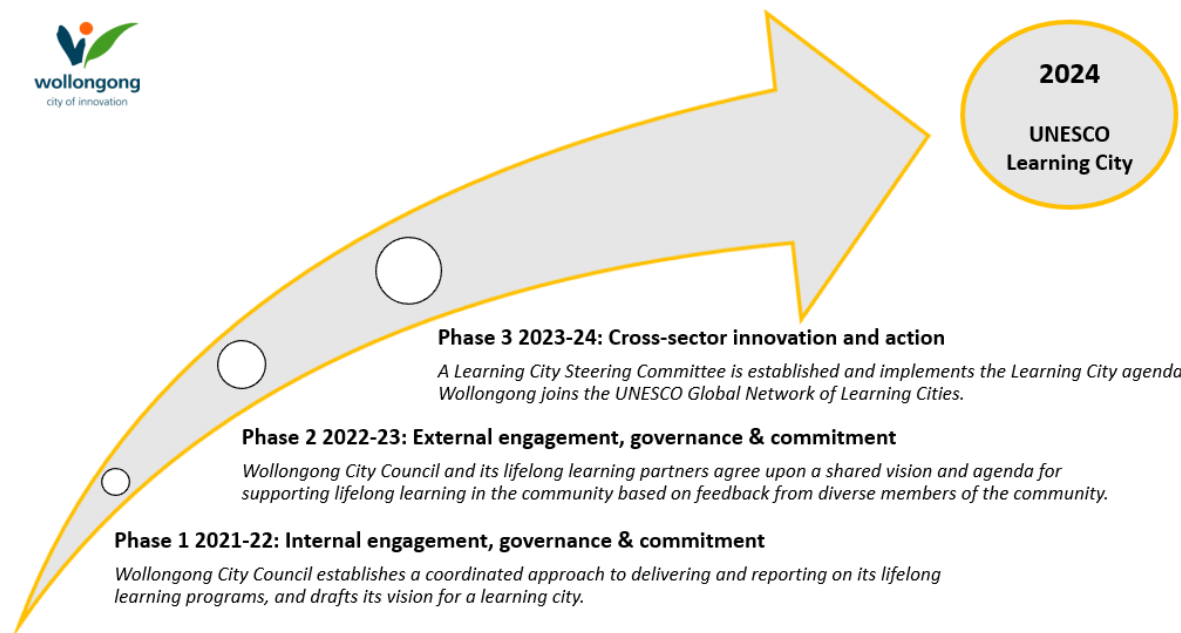 wollongong
city of innovation
2024
UNESCO
Learning City
Phase 3 2023-24: Cross-sector innovation and action
A Learning City Steering Committee is established and implements the Learning City agenda
Wollongong joins the UNESCO Global Network of Learning Cities.
Phase 2 2022-23: External engagement, governance & commitment
Wollongong City Council and its lifelong learning partners agree upon a shared vision and agenda for
supporting lifelong learning in the community based on feedback from diverse members of the community.
Phase 1 2021-22: Internal engagement, governance & commitment
Wollongong City Council establishes a coordinated approach to delivering and reporting on its lifelong
learning programs, and drafts its vision for a learning city.